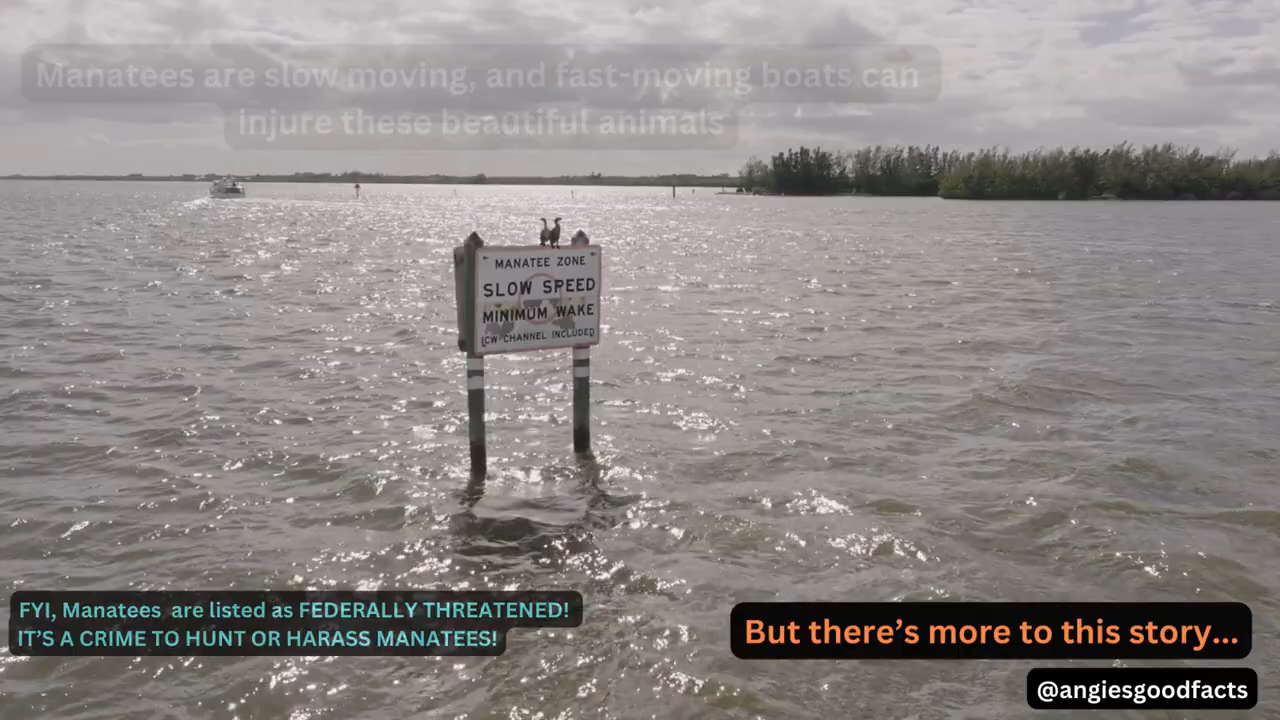 Manatees are slow moving, and fast-moving boats can
injure these beautiful animals
MANATEE ZONE
SLOW SPEED
MINIMUM WAKE
ICW CHANNEL INCLUDED
FYI, Manatees are listed as FEDERALLY THREATENED!
IT'S A CRIME TO HUNT OR HARASS MANATEES!
But there's more to this story...
@angiesgoodfacts